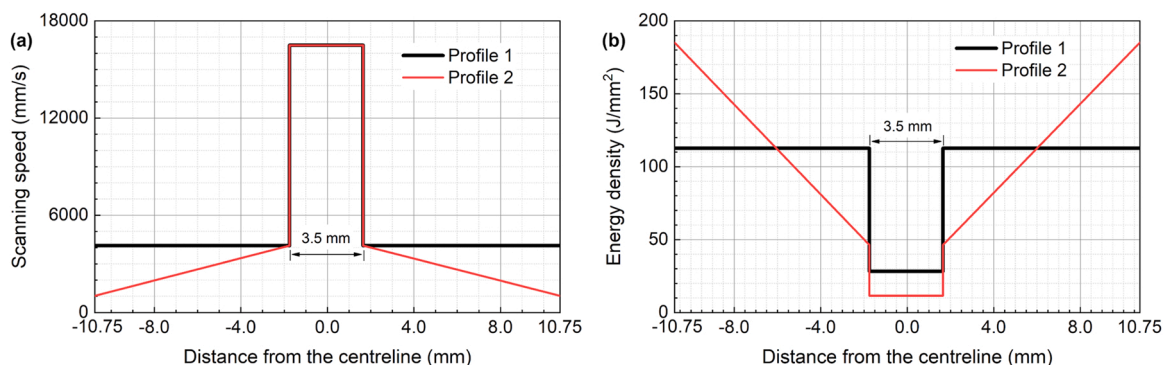 (a)
Scanning speed (mm/s)
18000
12000
6000
0
Profile 1
Profile 2
3.5 mm
-10.75 -8.0 -4.0 0.0 4.0 8.0 10.75
Distance from the centreline (mm)
(b)
Energy density (J/mm²)
200
150
100
50
0
Profile 1
Profile 2
3.5 mm
-10.75 -8.0 -4.0 0.0 4.0 8.0 10.75
Distance from the centreline (mm)